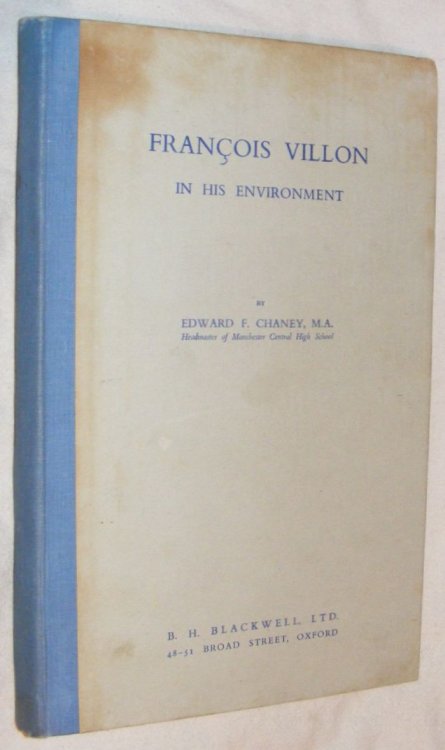 FRANÇOIS VILLON
IN HIS ENVIRONMENT
BY
EDWARD F. CHANEY, M.A.
Headmaster of Manchester Central High School
B. H. BLACKWELL, LTD.
48-51 BROAD STREET, OXFORD